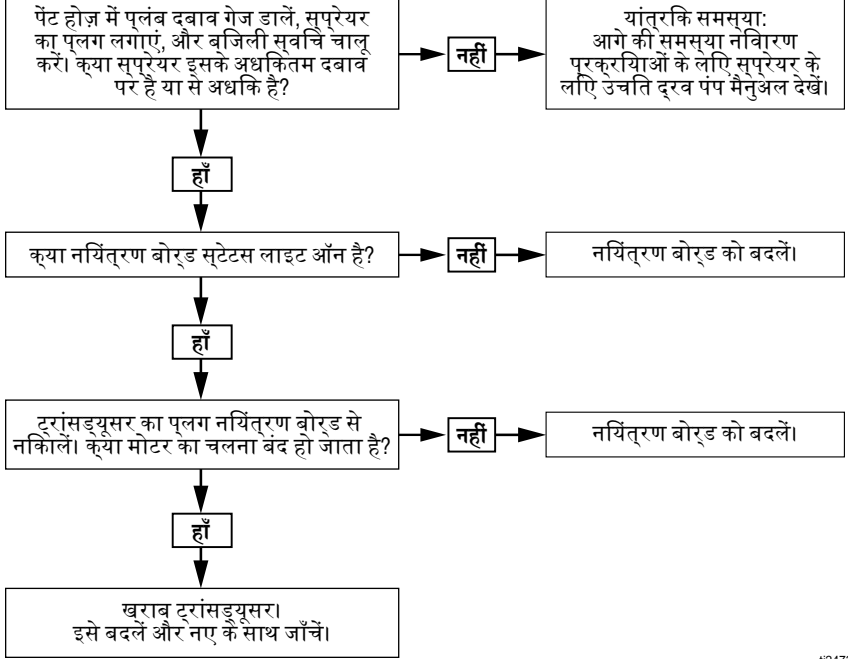 पेंट होज़ में प्लंब दबाव गेज डालें, स्प्रेयर
का प्लग लगाएं, और बिजली स्विच चालू
करें। क्या स्प्रेयर इसके अधिकतम दबाव
पर है या से अधिक है?
नहीं
यांत्रिक समस्या:
आगे की समस्या निवारण
प्रक्रियाओं के लिए स्प्रेयर के
लिए उचित द्रव पंप मैनुअल देखें।
हाँ
क्या नियंत्रण बोर्ड स्टेटस लाइट ऑन है?
नहीं
नियंत्रण बोर्ड को बदलें।
हाँ
ट्रांसड्यूसर का प्लग नियंत्रण बोर्ड से
निकालें। क्या मोटर का चलना बंद हो जाता है?
नहीं
नियंत्रण बोर्ड को बदलें।
हाँ
खराब ट्रांसड्यूसर।
इसे बदलें और नए के साथ जाँचें।